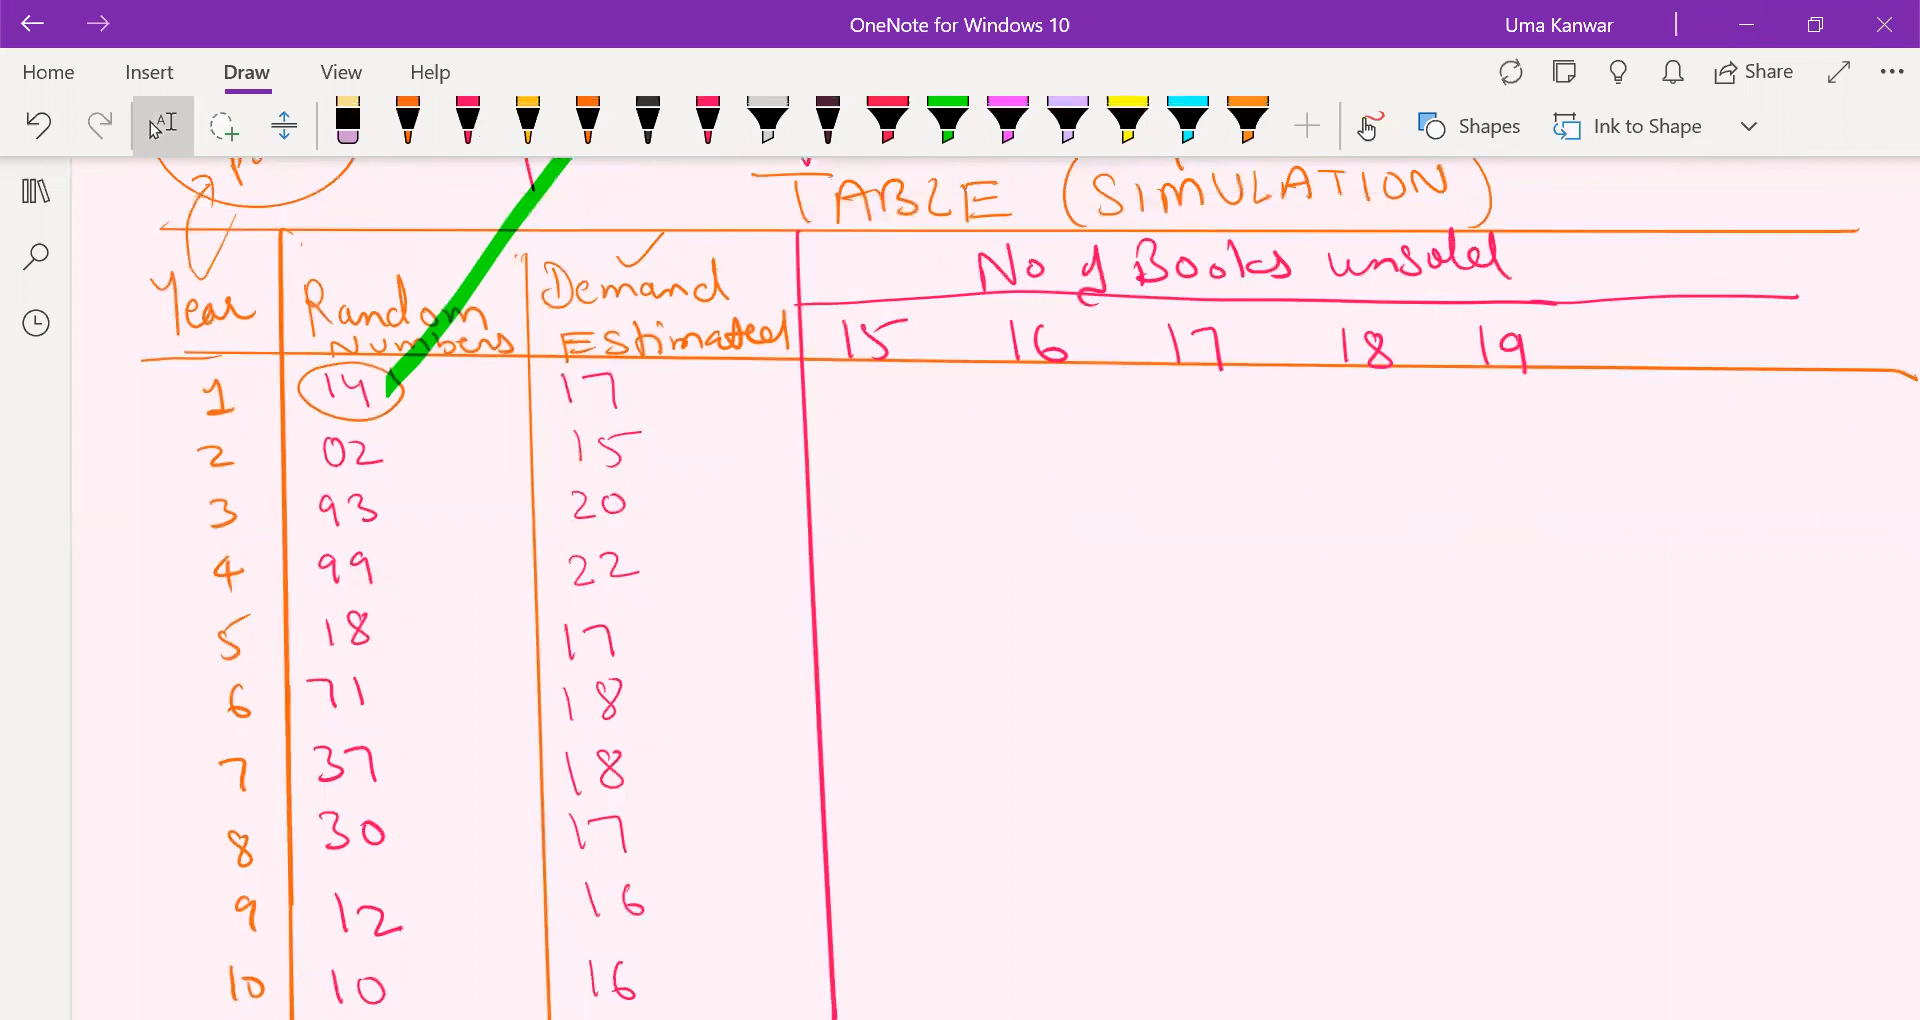 OneNote for Windows 10
Uma Kanwar
Home Insert Draw View Help
Share
Shapes Ink to Shape
TABLE (SIMULATION)
No of Books unsold
Year Random Numbers Demand Estimated 15 16 17 18 19
1 14 17
2 02 15
3 93 20
4 99 22
5 18 17
6 71 18
7 37 18
8 30 17
9 12 16
10 10 16